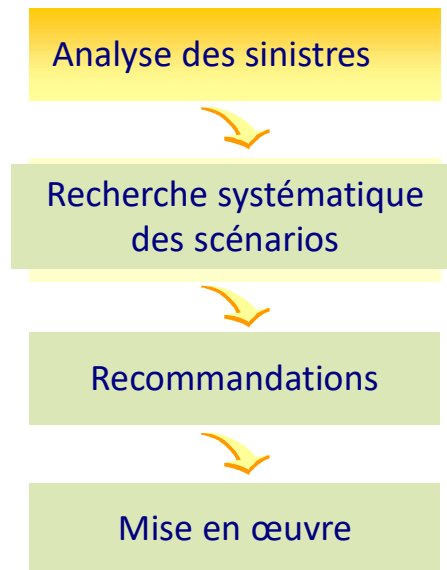 Analyse des sinistres
Recherche systématique
des scénarios
Recommandations
Mise en œuvre